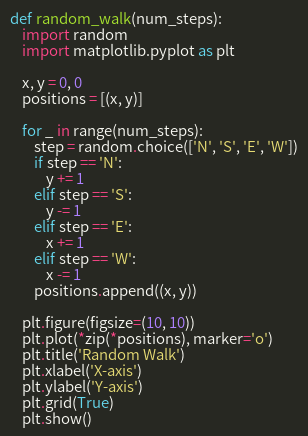 def random_walk(num_steps):
    import random
    import matplotlib.pyplot as plt

    x, y = 0, 0
    positions = [(x, y)]

    for _ in range(num_steps):
        step = random.choice(['N', 'S', 'E', 'W'])
        if step == 'N':
            y += 1
        elif step == 'S':
            y -= 1
        elif step == 'E':
            x += 1
        elif step == 'W':
            x -= 1
        positions.append((x, y))

    plt.figure(figsize=(10, 10))
    plt.plot(*zip(*positions), marker='o')
    plt.title('Random Walk')
    plt.xlabel('X-axis')
    plt.ylabel('Y-axis')
    plt.grid(True)
    plt.show()